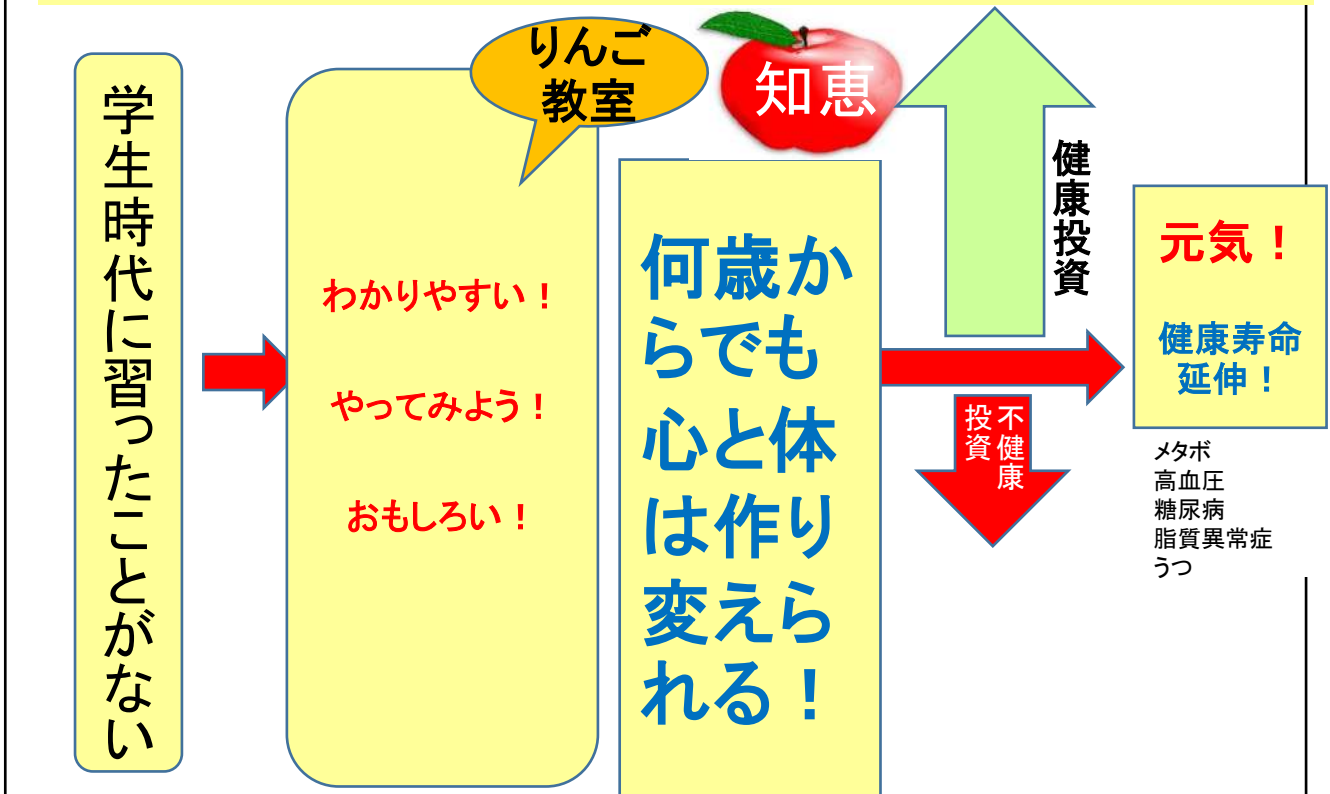 学生時代に習ったことがない
りんご
教室
わかりやすい！
やってみよう！
おもしろい！
知恵
何歳か
らでも
心と体
は作り
変えら
れる！
健康投資
不健康
投資
元気！
健康寿命
延伸！
メタボ
高血圧
糖尿病
脂質異常症
うつ